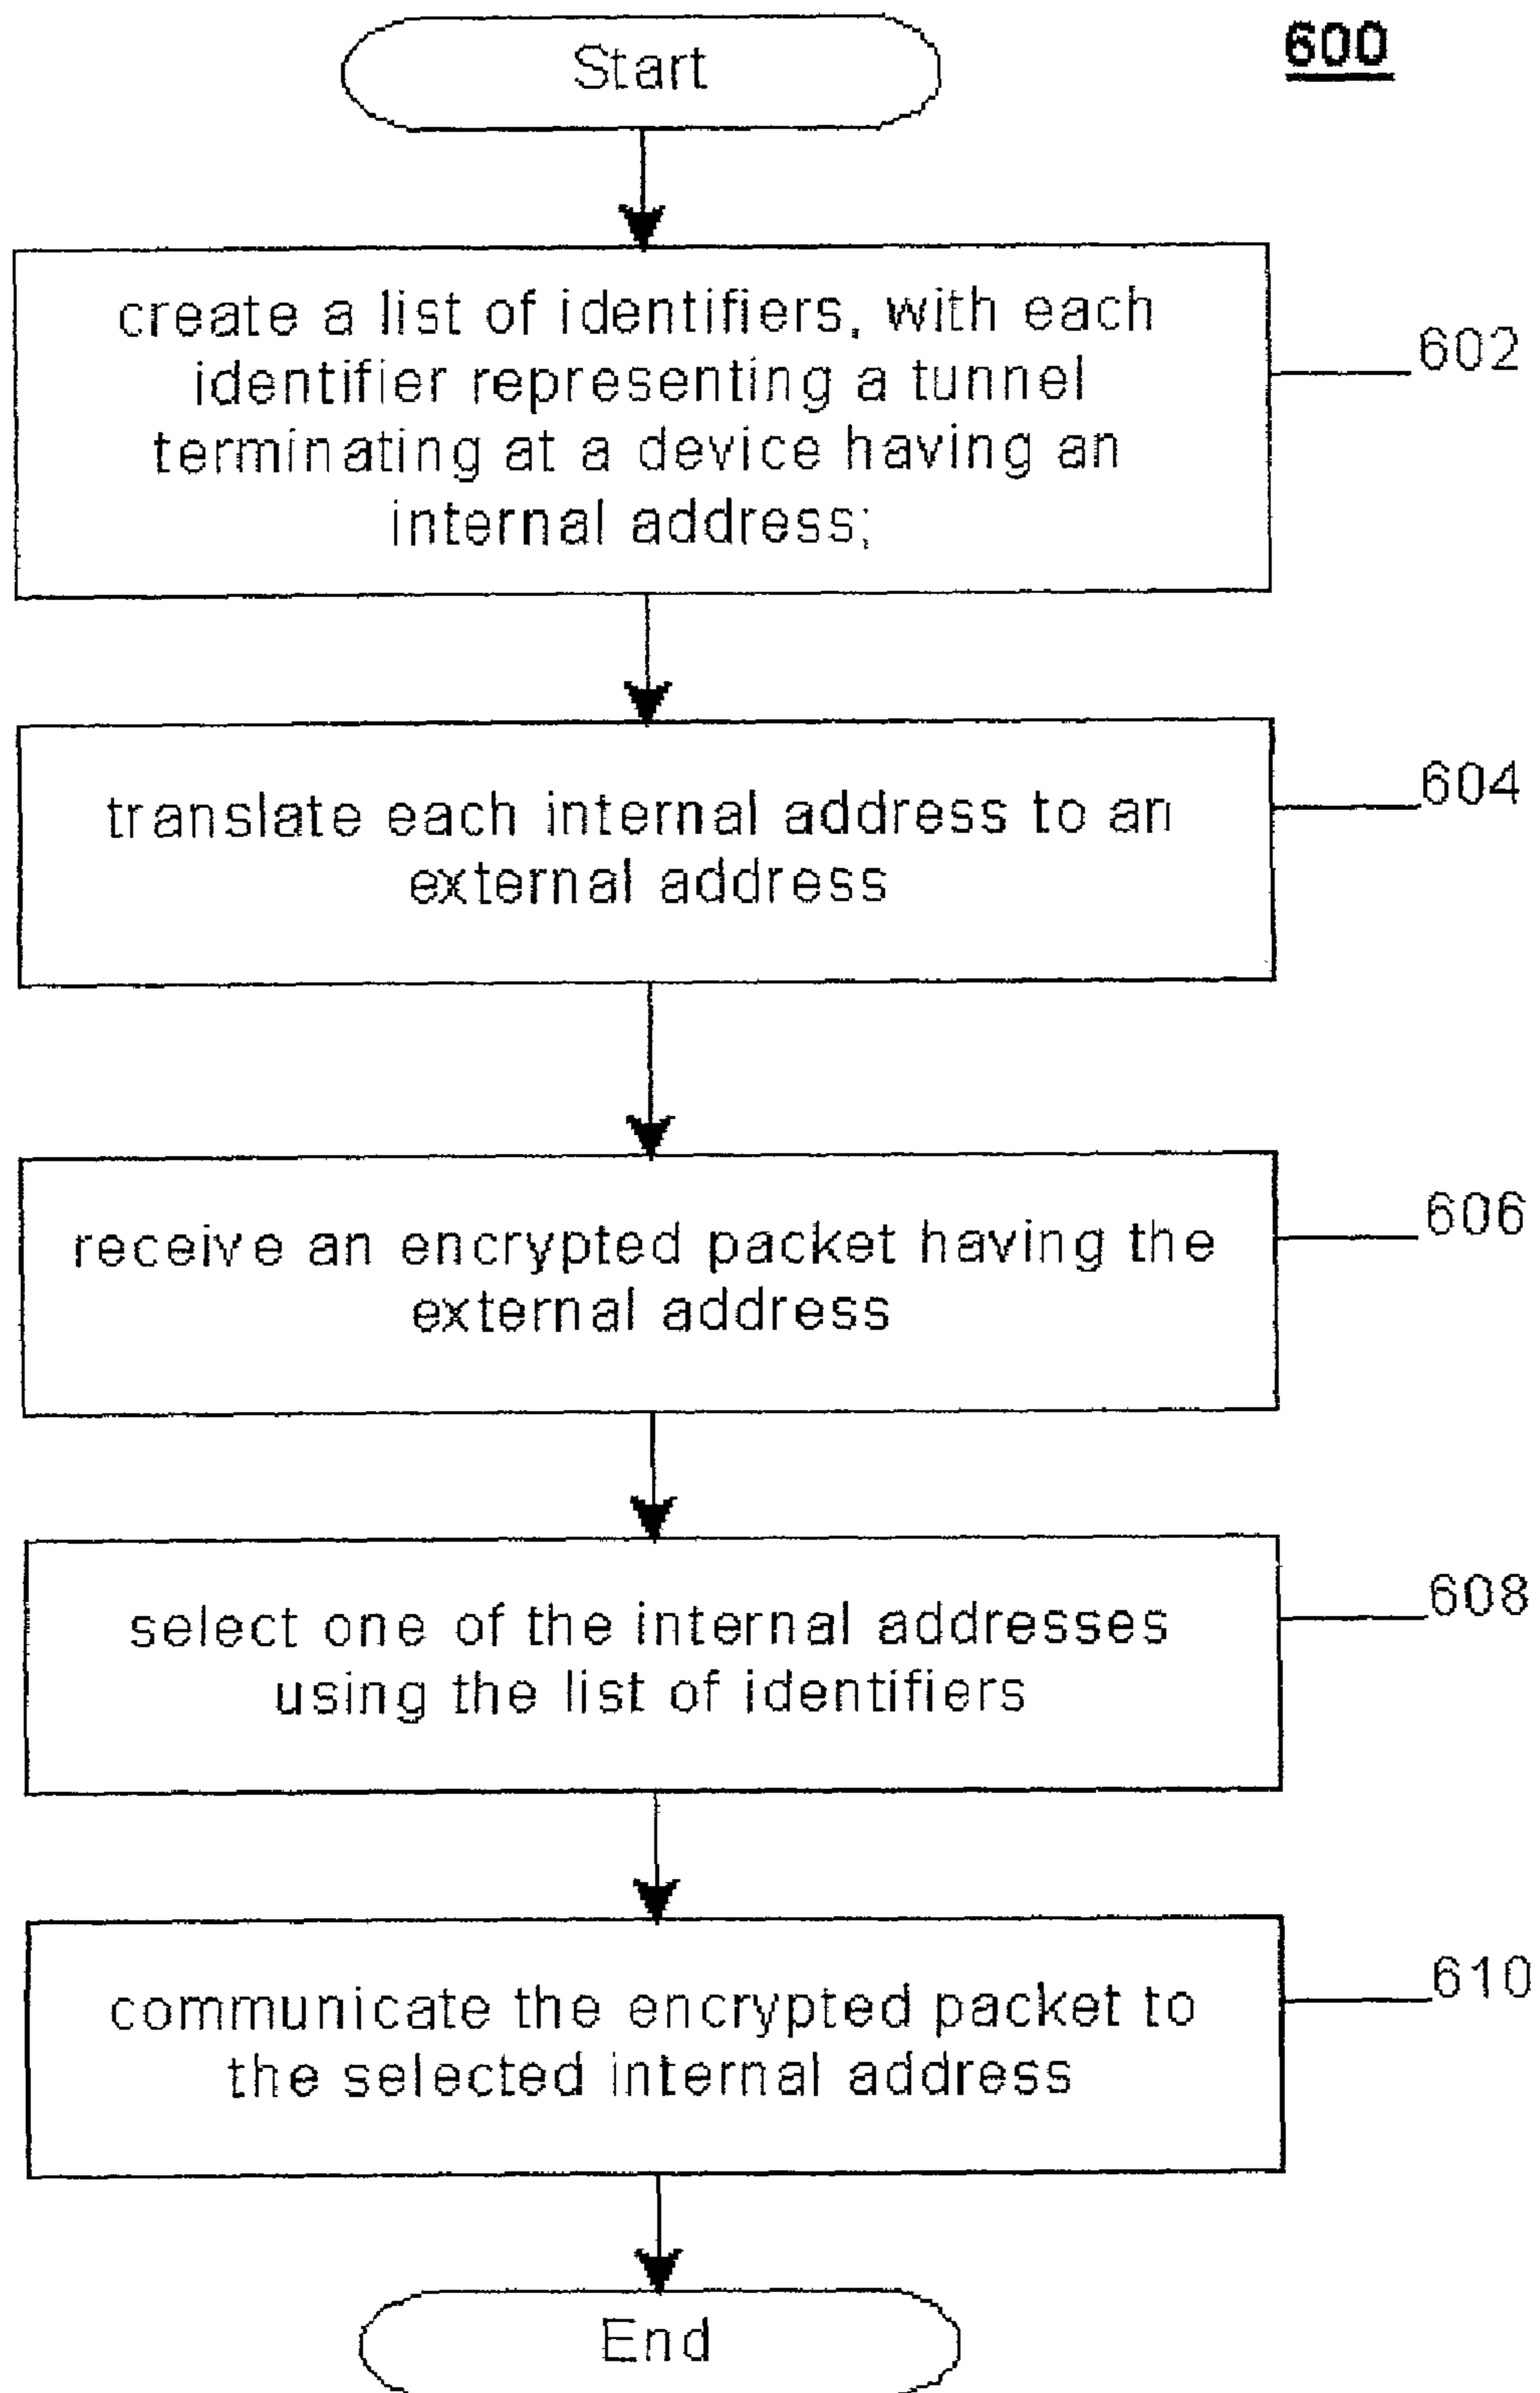 Start
600
create a list of identifiers, with each
identifier representing a tunnel
terminating at a device having an
internal address;
602
translate each internal address to an
external address
604
receive an encrypted packet having the
external address
606
select one of the internal addresses
using the list of identifiers
608
communicate the encrypted packet to
the selected internal address
610
End